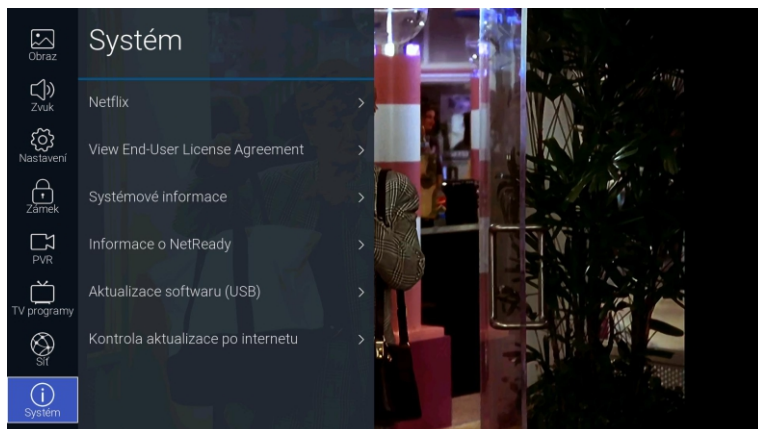 Obraz
Zvuk
Nastavení
Zámek
PVR
TV programy
Síť
Systém
Systém
Netflix
View End-User License Agreement
Systémové informace
Informace o NetReady
Aktualizace softwaru (USB)
Kontrola aktualizace po internetu